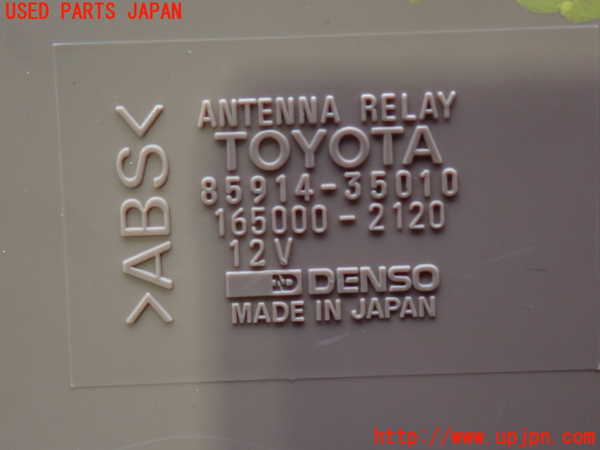 USED PARTS JAPAN
>ABS<
ANTENNA RELAY
TOYOTA
85914-35010
165000-2120
12V
ND DENSO
MADE IN JAPAN
http://www.upjpn.com